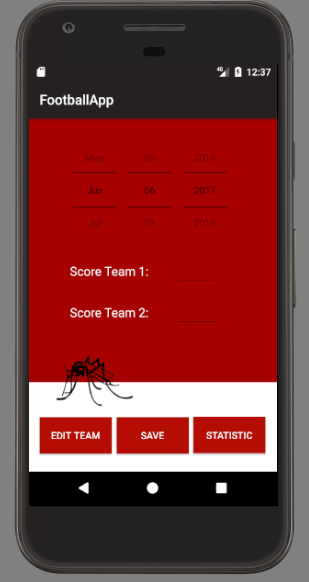 4G 12:37
FootballApp
May 05 2016
Jun 06 2017
Jul 07 2018
Score Team 1:
Score Team 2:
EDIT TEAM SAVE STATISTIC